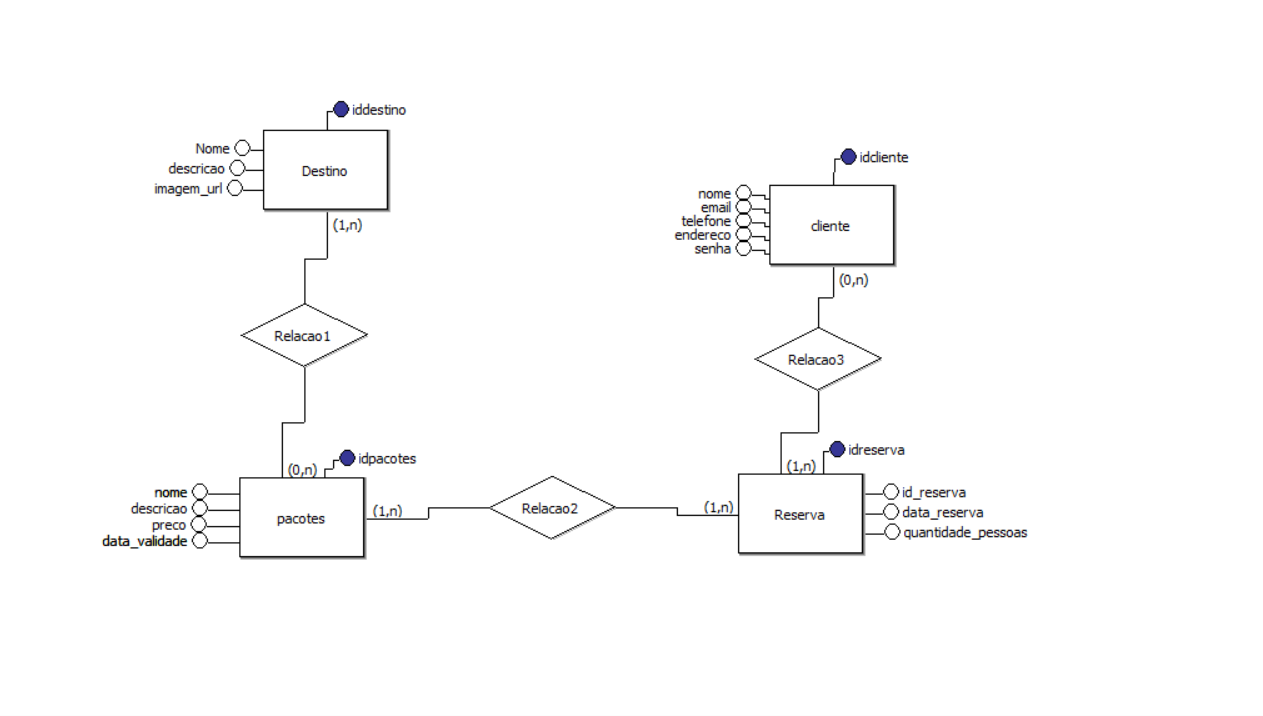 iddestino
Nome
descricao
imagem_url
Destino
(1,n)
idcliente
nome
email
telefone
endereco
senha
cliente
(0,n)
Relacao1
Relacao3
(0,n)
idpacotes
nome
descricao
preco
data_validade
pacotes
(1,n)
Relacao2
(1,n)
(1,n)
idreserva
Reserva
id_reserva
data_reserva
quantidade_pessoas